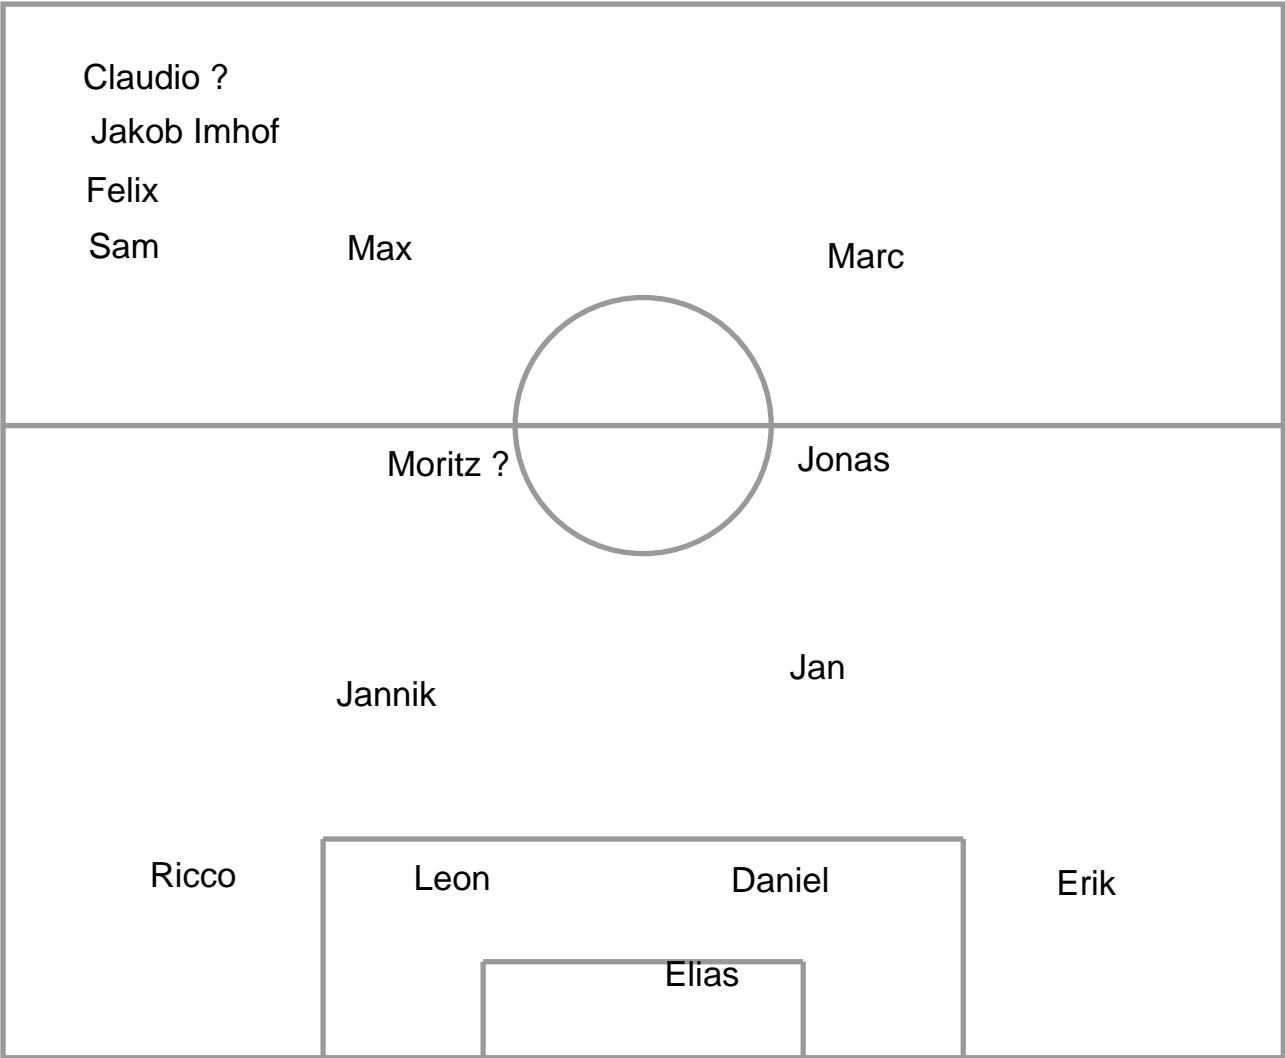 Claudio ?
Jakob Imhof
Felix
Sam
Max
Marc
Moritz ?
Jonas
Jannik
Jan
Ricco
Leon
Daniel
Erik
Elias